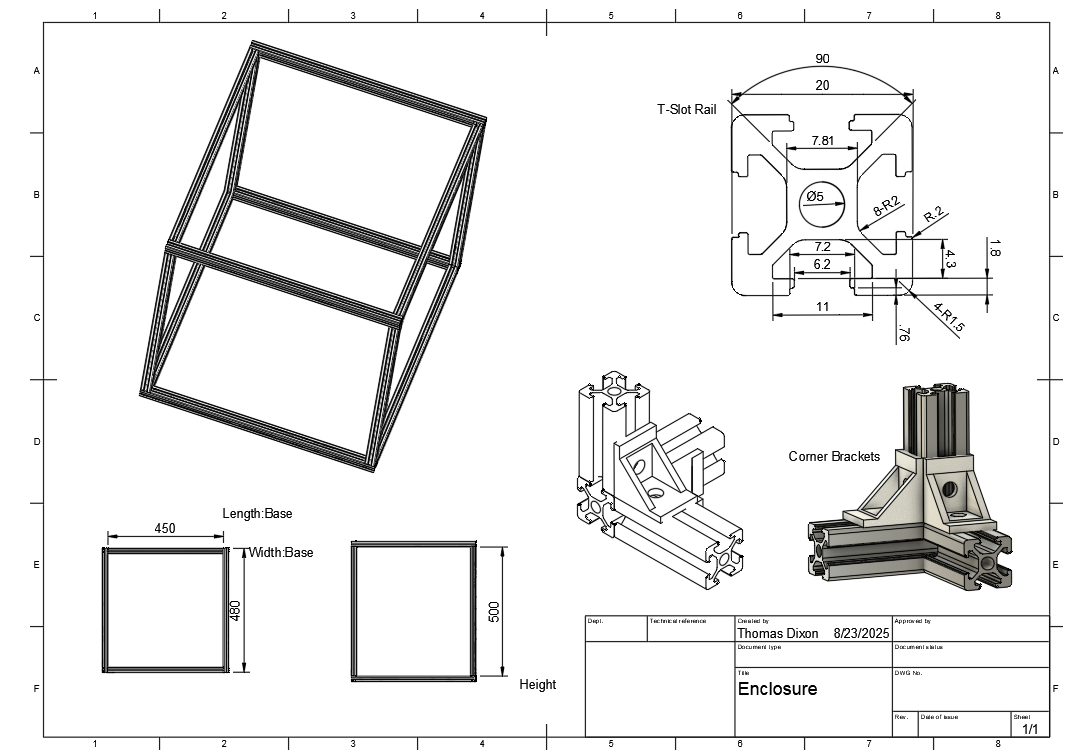 1 2 3 4 5 6 7 8
A A
B B
C C
D D
E E
F F
90
20
T-Slot Rail
7.81
Ø5
8-R2
R.2
7.2
6.2
4.3
1.8
11
.76
4-R1.5
Corner Brackets
Length:Base
450
Width:Base
480
500
Height
Dept.
Technical reference
Created by
Approved by
Thomas Dixon 8/23/2025
Document type
Document status
Title
DWG No.
Enclosure
Rev.
Date of issue
Sheet
1/1
1 2 3 4 5 6 7 8